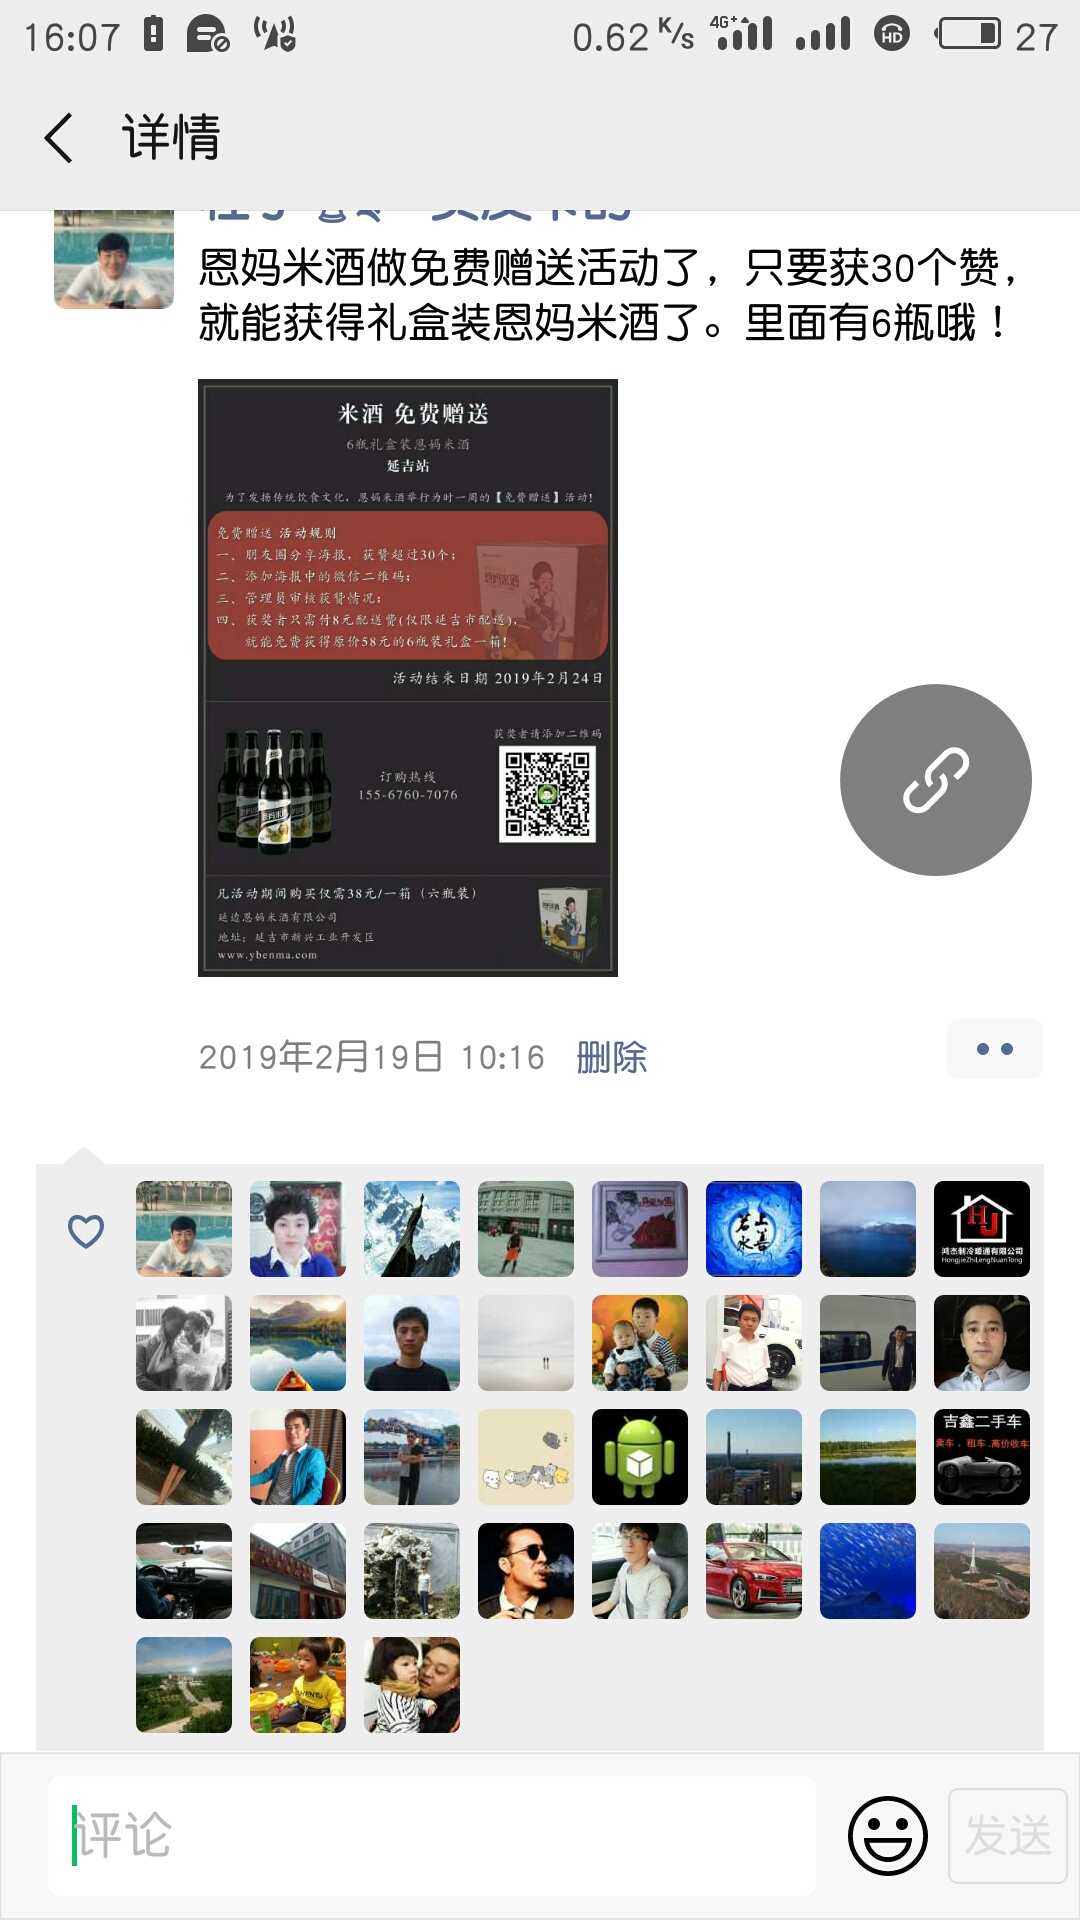 16:07
0.62 K/s 4G+ HD 27
详情
恩妈米酒做免费赠送活动了，只要获30个赞，
就能获得礼盒装恩妈米酒了。里面有6瓶哦！
米酒 免费赠送
6瓶礼盒装恩妈米酒
延吉站
为了发扬传统饮食文化，恩妈米酒举行为时一周的【免费赠送】活动!
免费赠送 活动规则
一、朋友圈分享海报，获赞超过30个；
二、添加海报中的微信二维码；
三、管理员审核获赞情况；
四、获奖者只需付8元配送费(仅限延吉市配送)，
就能免费获得原价58元的6瓶装礼盒一箱!
恩妈米酒
活动结束日期 2019年2月24日
获奖者请添加二维码
订购热线
155-6760-7076
凡活动期间购买仅需38元/一箱（六瓶装）
延边恩妈米酒有限公司
地址：延吉市新兴工业开发区
www.ybenma.com
2019年2月19日 10:16 删除
上善
若水
HJ
鸿杰制冷暖通有限公司
HongjieZhiLengNuanTong
吉鑫二手车
卖车，租车.高价收车
评论
发送